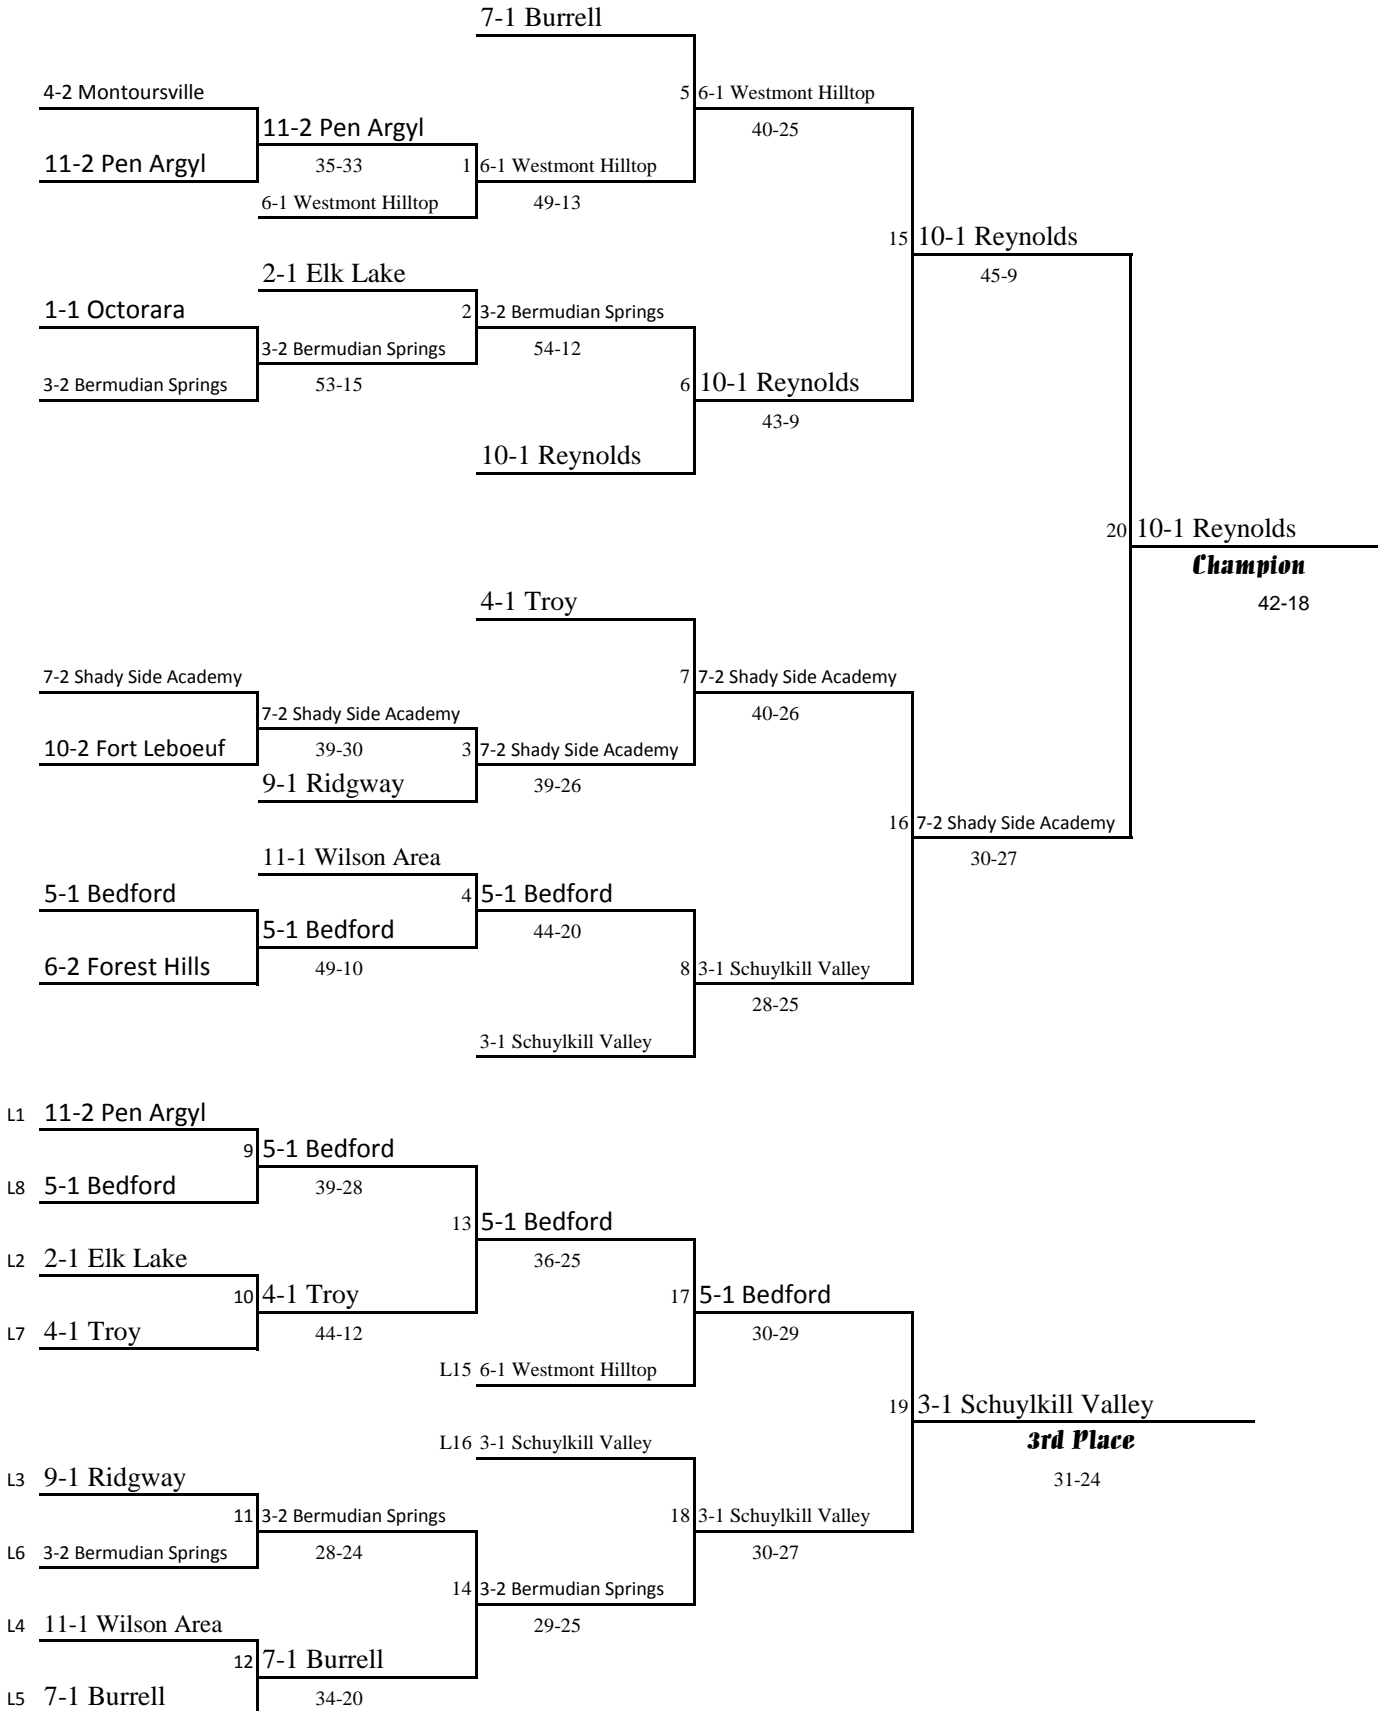 7-1 Burrell
4-2 Montoursville
5 6-1 Westmont Hilltop
11-2 Pen Argyl
40-25
11-2 Pen Argyl
35-33
1 6-1 Westmont Hilltop
6-1 Westmont Hilltop
49-13
15 10-1 Reynolds
2-1 Elk Lake
45-9
1-1 Octorara
2 3-2 Bermudian Springs
3-2 Bermudian Springs
54-12
3-2 Bermudian Springs
53-15
6 10-1 Reynolds
43-9
10-1 Reynolds
20 10-1 Reynolds
Champion
4-1 Troy
42-18
7-2 Shady Side Academy
7 7-2 Shady Side Academy
7-2 Shady Side Academy
40-26
10-2 Fort Leboeuf
39-30
3 7-2 Shady Side Academy
9-1 Ridgway
39-26
16 7-2 Shady Side Academy
11-1 Wilson Area
30-27
5-1 Bedford
4 5-1 Bedford
5-1 Bedford
44-20
6-2 Forest Hills
49-10
8 3-1 Schuylkill Valley
28-25
3-1 Schuylkill Valley
L1 11-2 Pen Argyl
9 5-1 Bedford
L8 5-1 Bedford
39-28
13 5-1 Bedford
L2 2-1 Elk Lake
36-25
10 4-1 Troy
17 5-1 Bedford
L7 4-1 Troy
44-12
30-29
L15 6-1 Westmont Hilltop
19 3-1 Schuylkill Valley
L16 3-1 Schuylkill Valley
3rd Place
L3 9-1 Ridgway
31-24
11 3-2 Bermudian Springs
18 3-1 Schuylkill Valley
L6 3-2 Bermudian Springs
28-24
30-27
14 3-2 Bermudian Springs
L4 11-1 Wilson Area
29-25
12 7-1 Burrell
L5 7-1 Burrell
34-20